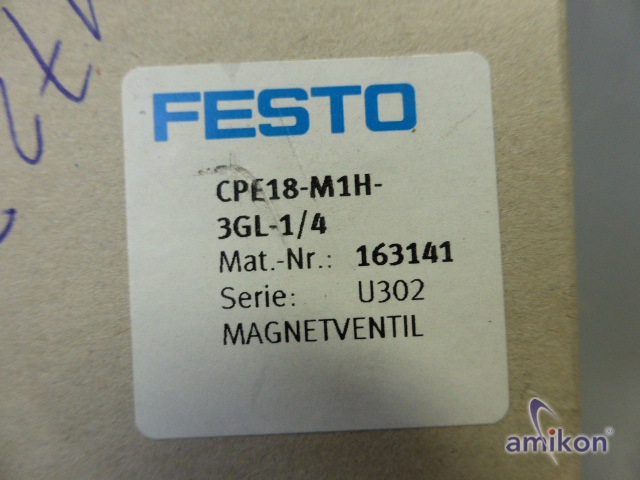 FESTO
CPE18-M1H-
3GL-1/4
Mat.-Nr.: 163141
Serie: U302
MAGNETVENTIL
amikon